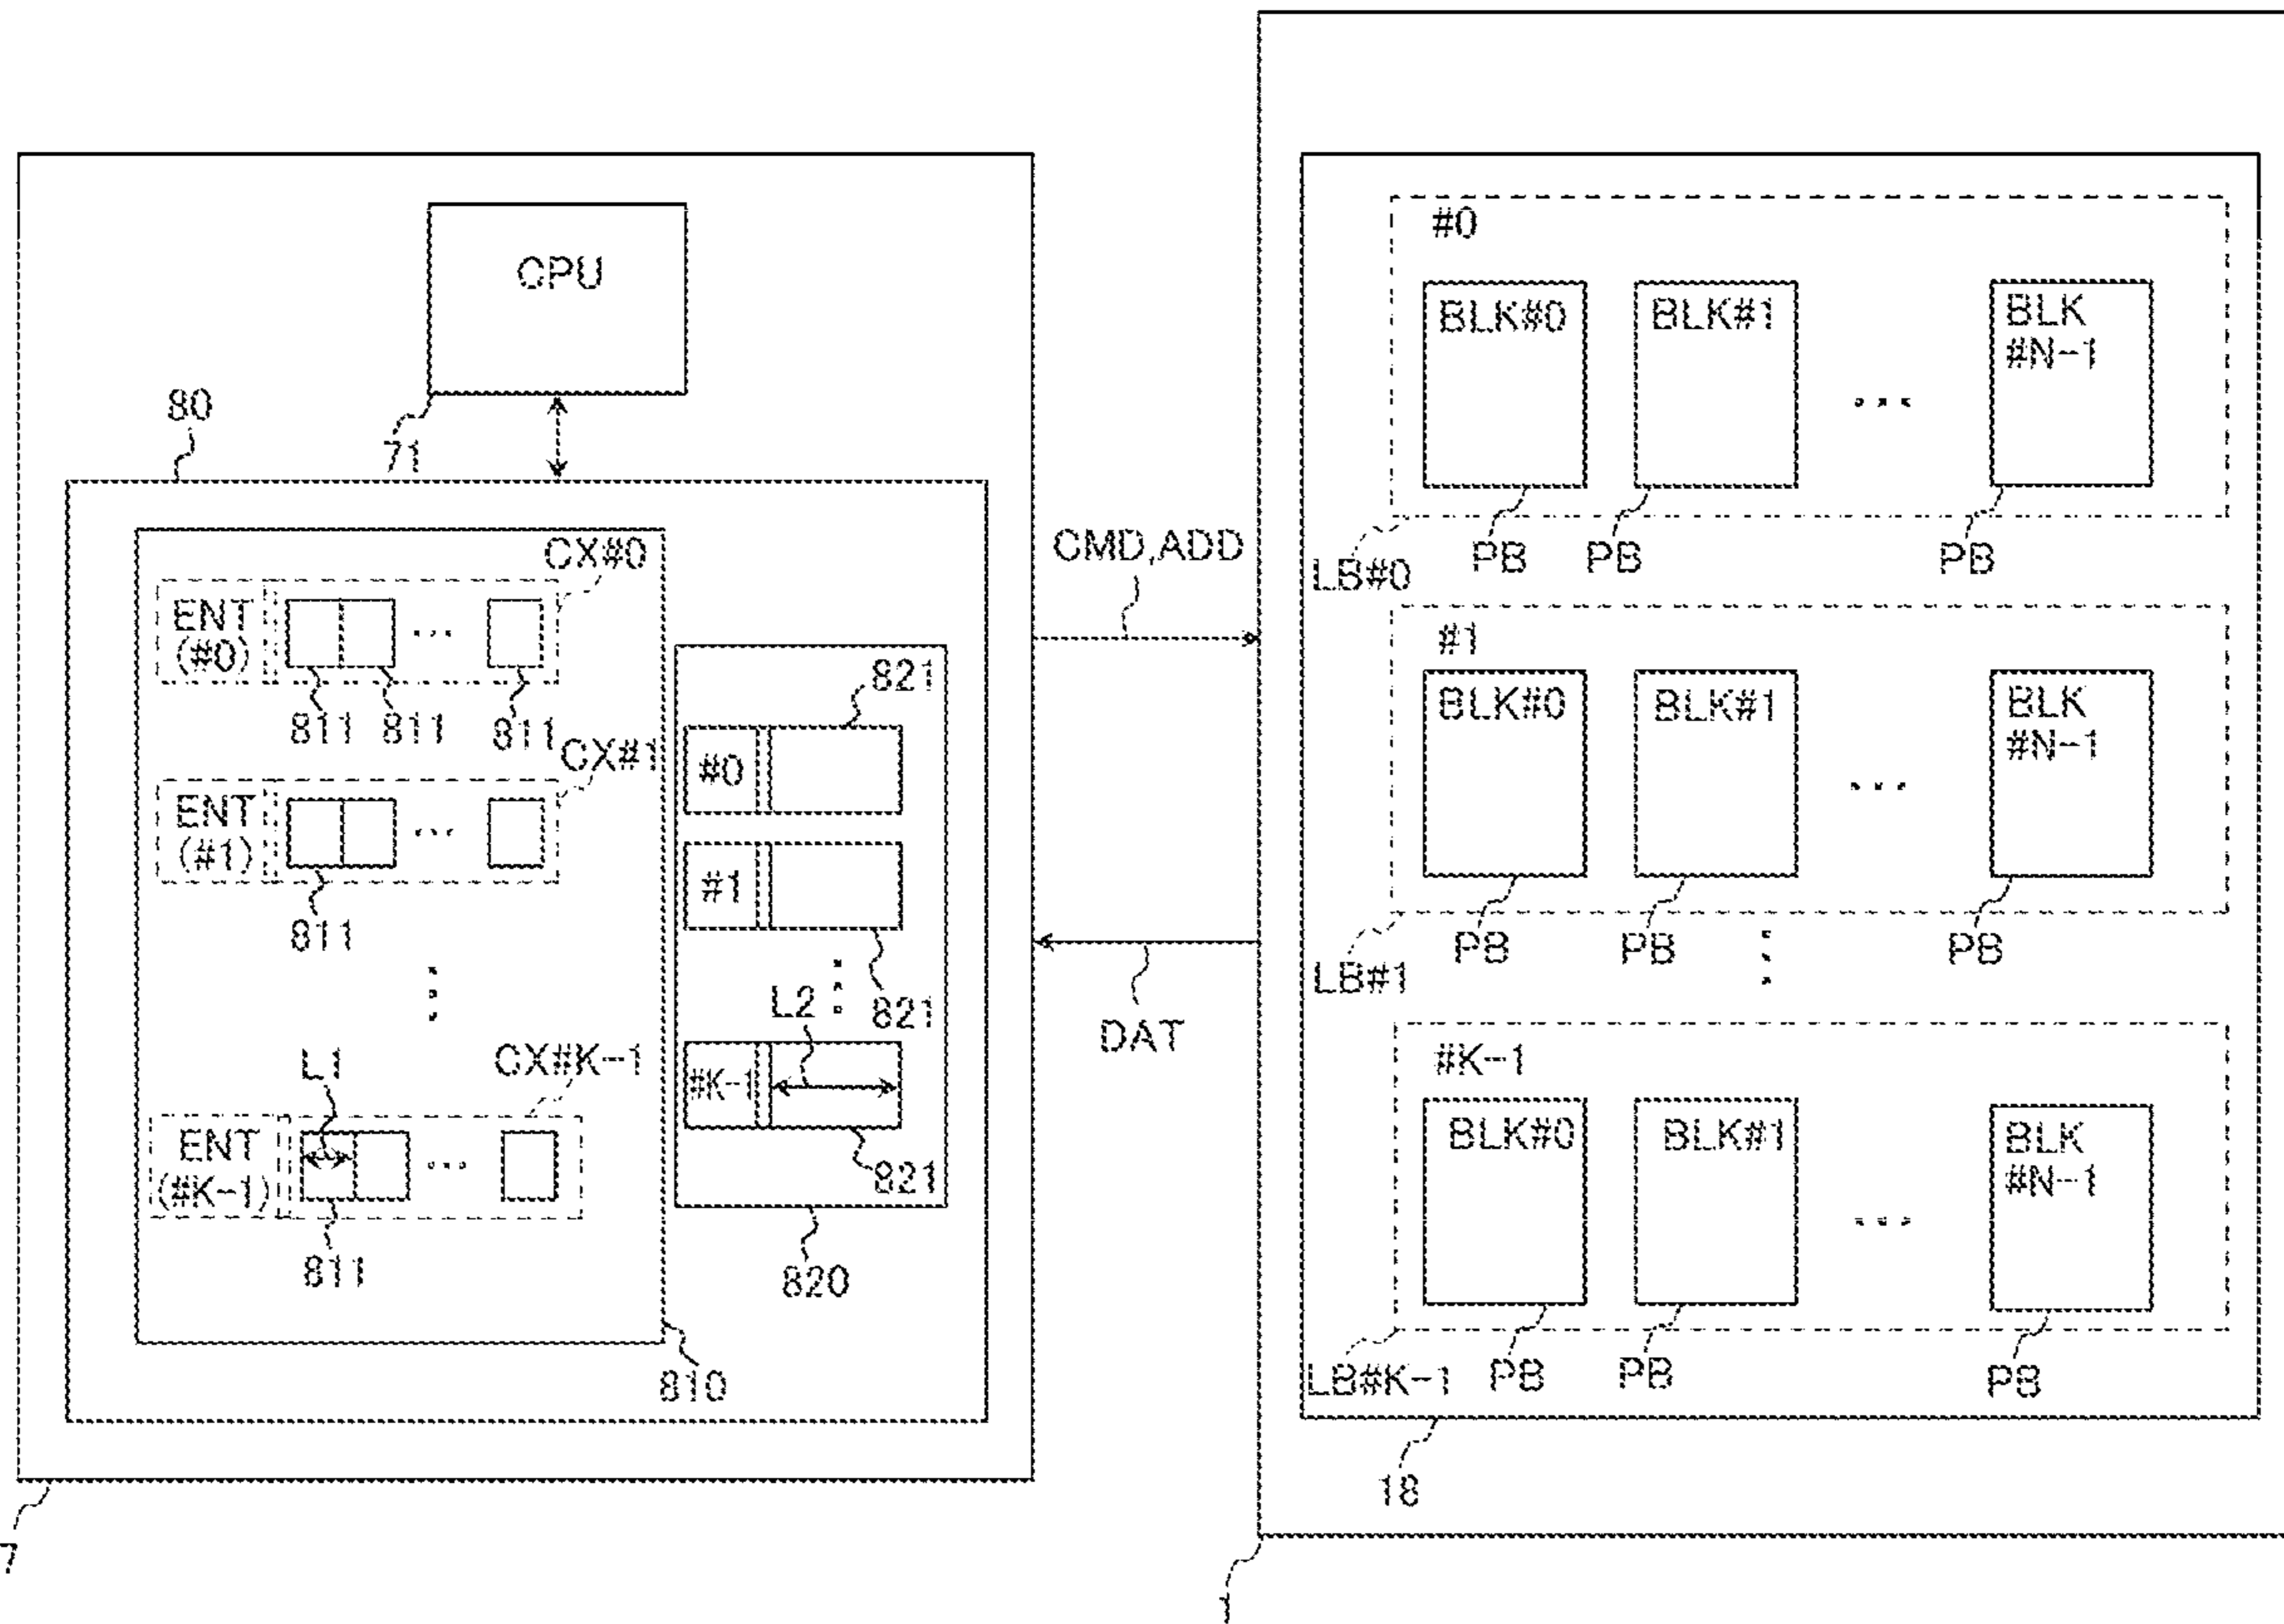 CPU
71
80
CX#0
ENT
(#0)
...
811
811
811
CX#1
ENT
(#1)
...
811
L1
CX#K-1
ENT
(#K-1)
...
811
810
821
#0
#1
821
L2
#K-1
821
820
7
CMD,ADD
DAT
#0
BLK#0
BLK#1
...
BLK
#N-1
LB#0
PB
PB
PB
#1
BLK#0
BLK#1
...
BLK
#N-1
LB#1
PB
PB
PB
#K-1
BLK#0
BLK#1
...
BLK
#N-1
LB#K-1
PB
PB
PB
18
1